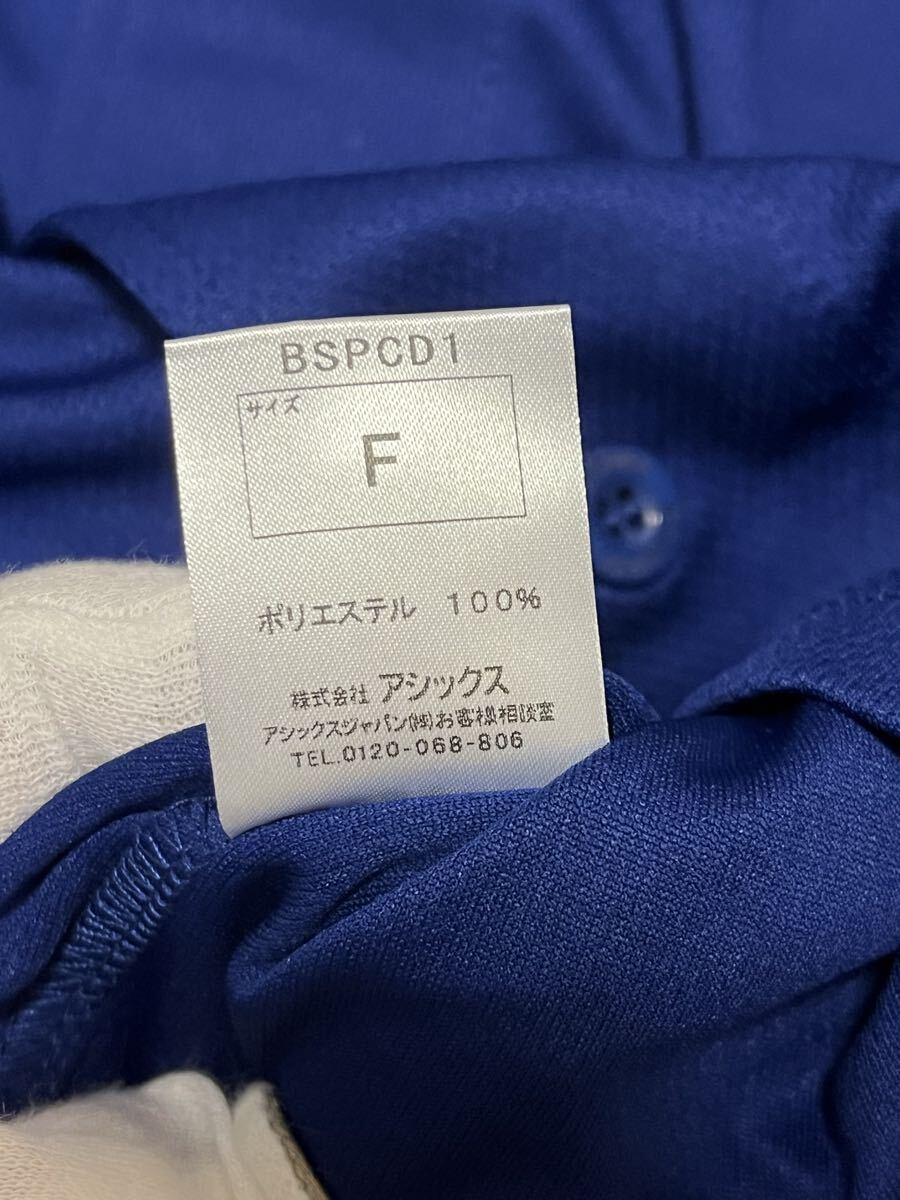 BSPCD1
サイズ
F
ポリエステル 100%
株式会社 アシックス
アシックスジャパン(株)お客様相談室
TEL.0120-068-806